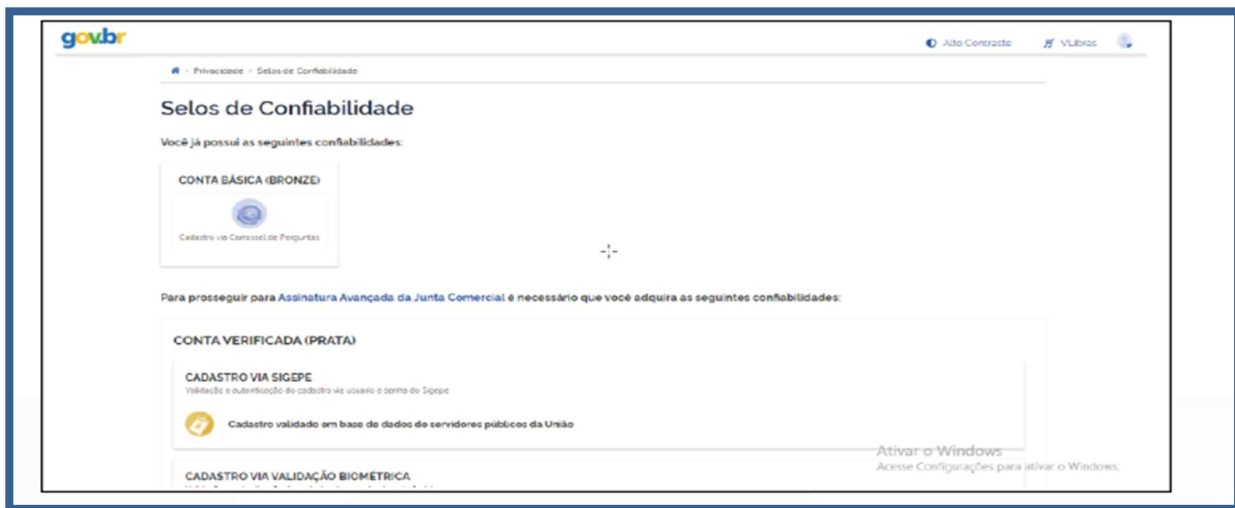 gov.br
Alto Contraste VLibras
Privacidade Selos de Confiabilidade
Selos de Confiabilidade
Você já possui as seguintes confiabilidades:
CONTA BÁSICA (BRONZE)
Cadastro via Carrossel de Perguntas
Para prosseguir para Assinatura Avançada da Junta Comercial é necessário que você adquira as seguintes confiabilidades:
CONTA VERIFICADA (PRATA)
CADASTRO VIA SIGEPE
Validação e autenticação do cadastro via usuário e senha do Sigepe
Cadastro validado em base de dados de servidores públicos da União
Ativar o Windows
Acesse Configurações para ativar o Windows.
CADASTRO VIA VALIDAÇÃO BIOMÉTRICA